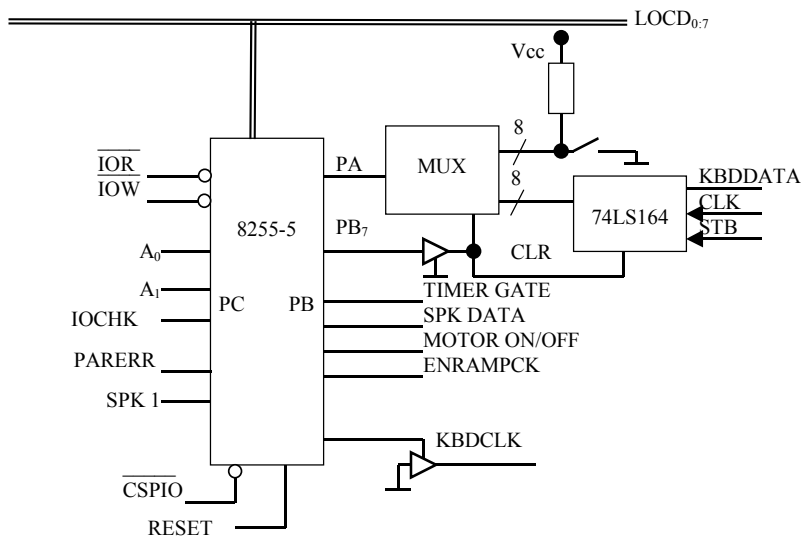 LOCD0:7
Vcc
8
IOR
PA
MUX
KBDDATA
IOW
8
CLK
8255-5
74LS164
STB
A0
PB7
CLR
A1
TIMER GATE
PC
PB
IOCHK
SPK DATA
MOTOR ON/OFF
PARERR
ENRAMPCK
SPK 1
KBDCLK
CSPIO
RESET